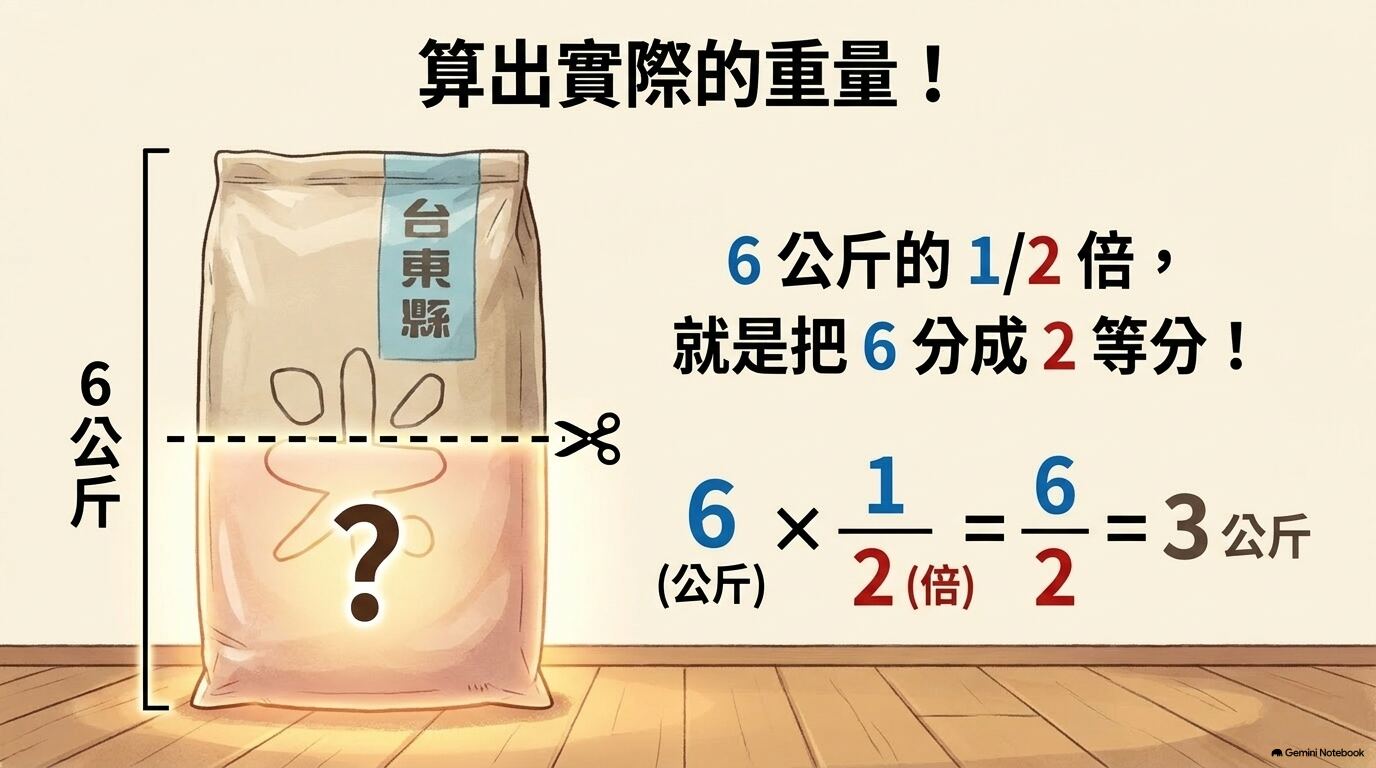 算出實際的重量！
台東縣
6公斤
?
6 公斤的 1/2 倍，
就是把 6 分成 2 等分！
6 (公斤) × 1/2 (倍) = 6/2 = 3 公斤
Gemini Notebook